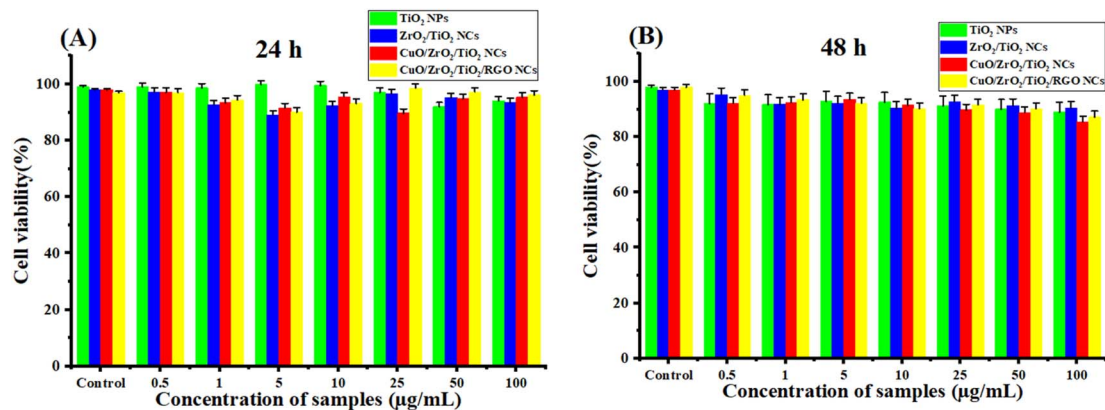 (A)
24 h
TiO₂ NPs
ZrO₂/TiO₂ NCs
CuO/ZrO₂/TiO₂ NCs
CuO/ZrO₂/TiO₂/RGO NCs
Cell viability(%)
100
80
60
40
20
0
Control 0.5 1 5 10 25 50 100
Concentration of samples (µg/mL)
(B)
48 h
TiO₂ NPs
ZrO₂/TiO₂ NCs
CuO/ZrO₂/TiO₂ NCs
CuO/ZrO₂/TiO₂/RGO NCs
Cell viability(%)
100
80
60
40
20
0
Control 0.5 1 5 10 25 50 100
Concentration of samples (µg/mL)